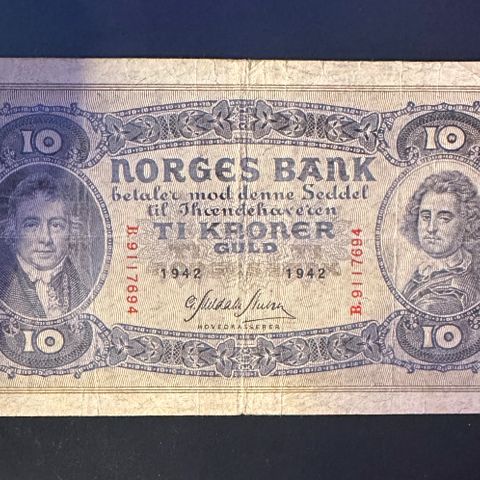 10 10
NORGES BANK
betaler mod denne Seddel
til Ihændehaveren
TI KRONER
GULD
1942 1942
B.9117694
B.9117694
HOVEDKASSERER
10 10